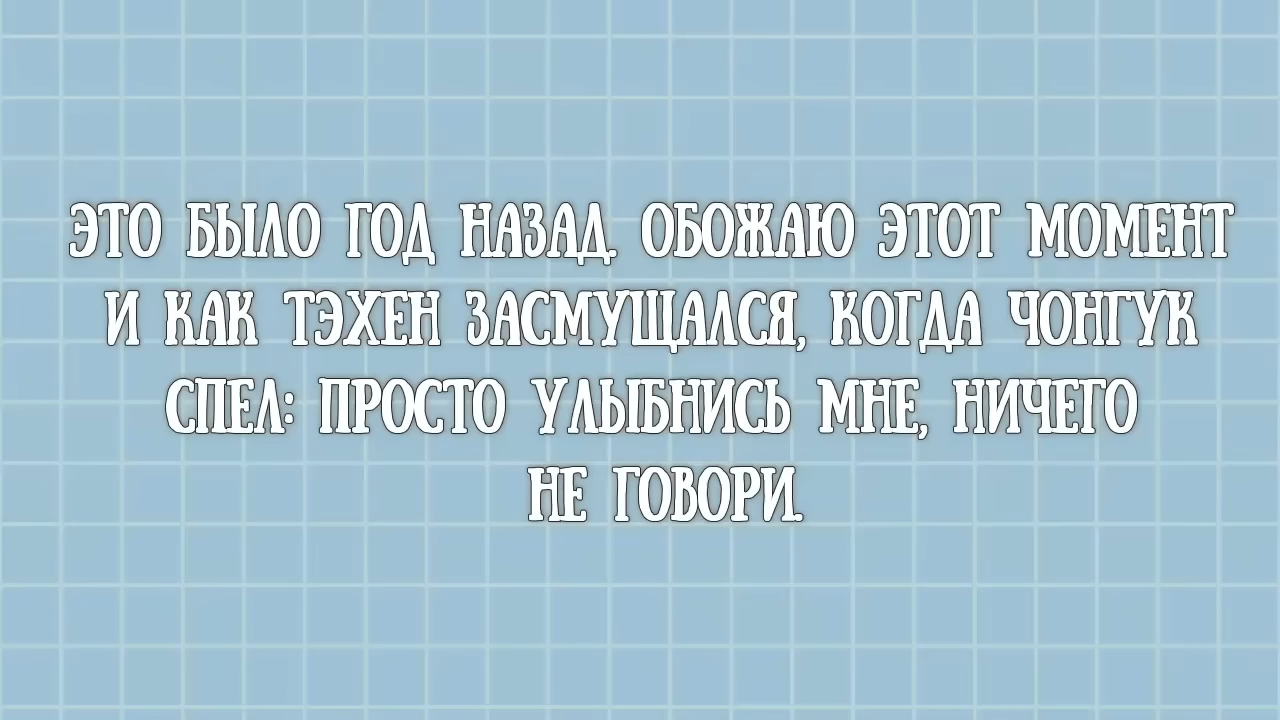 ЭТО БЫЛО ГОД НАЗАД. ОБОЖАЮ ЭТОТ МОМЕНТ
И КАК ТЭХЕН ЗАСМУЩАЛСЯ, КОГДА ЧОНГУК
СПЕЛ: ПРОСТО УЛЫБНИСЬ МНЕ, НИЧЕГО
НЕ ГОВОРИ.